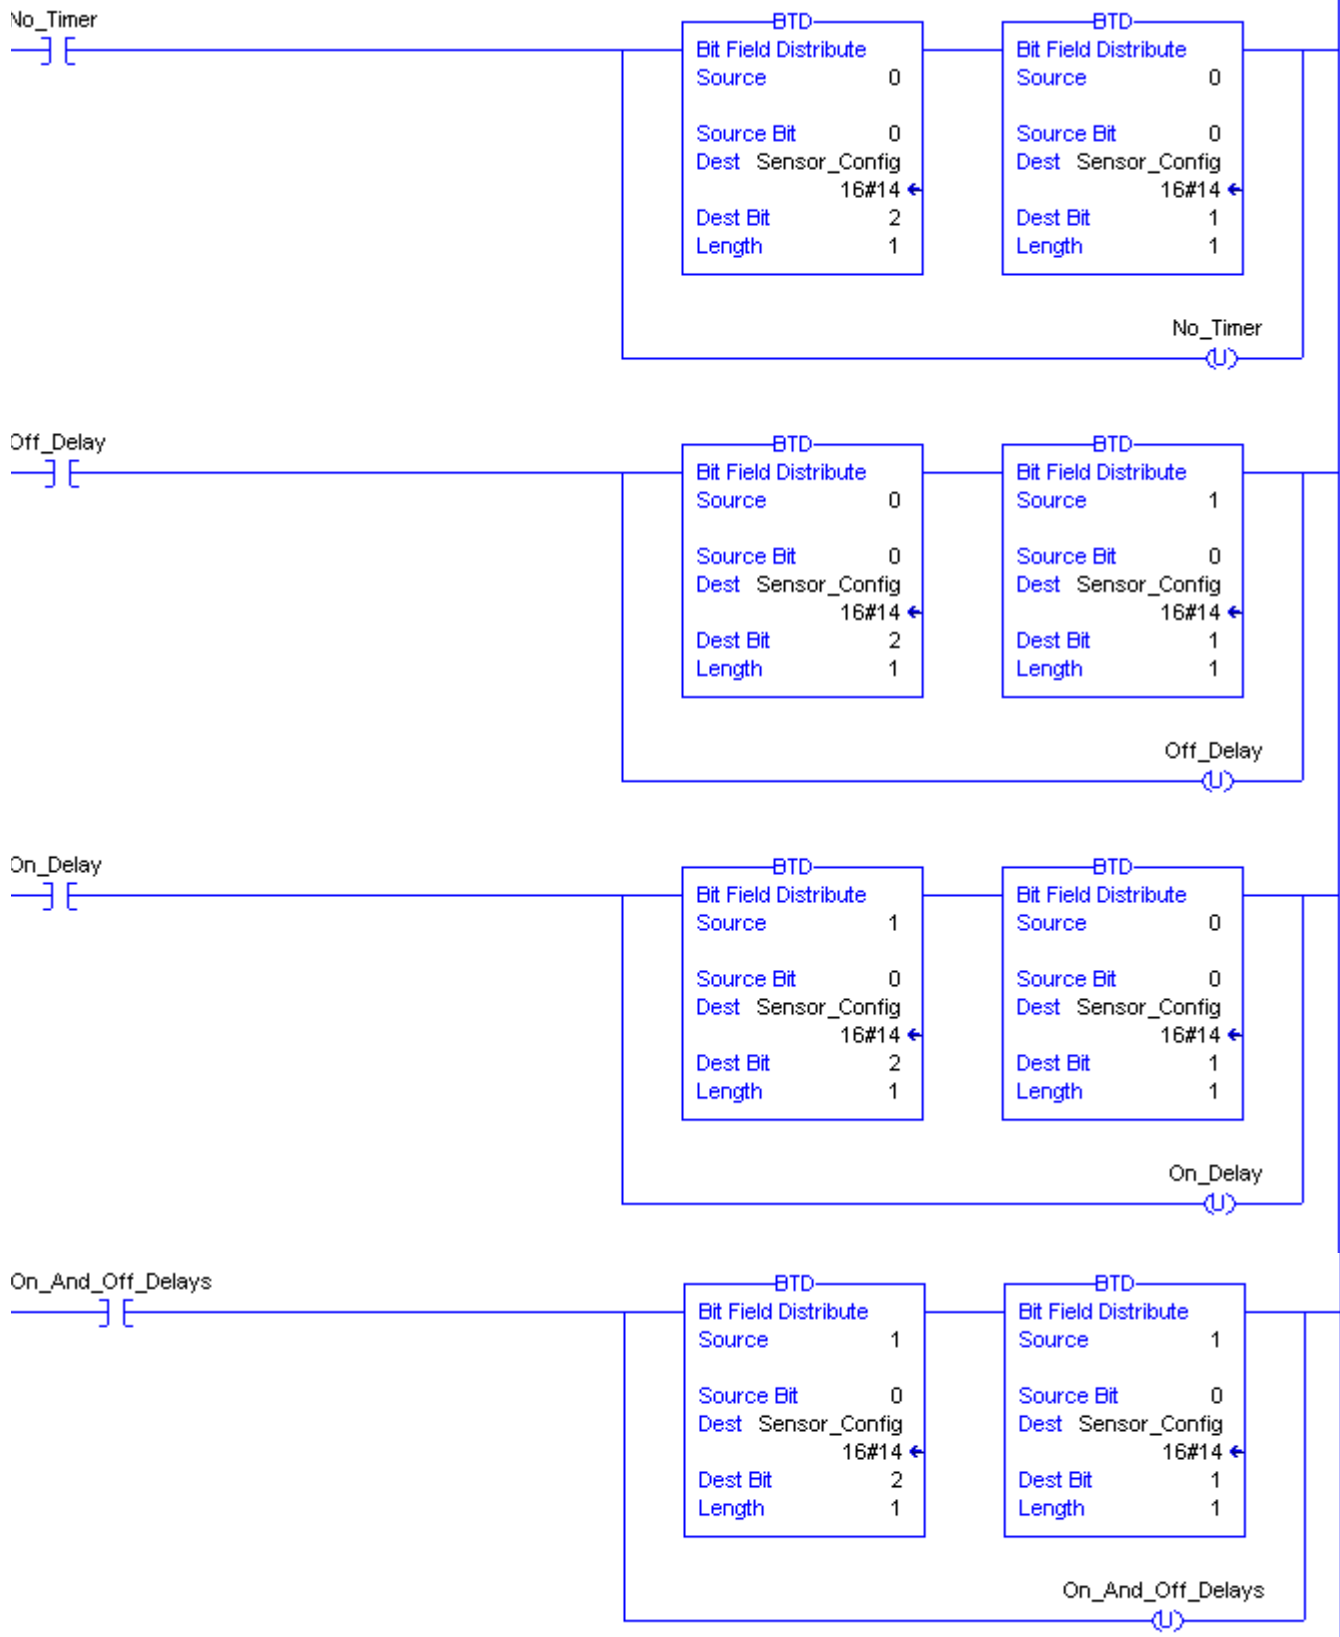 No_Timer
BTD
BTD
Bit Field Distribute
Bit Field Distribute
Source 0
Source 0
Source Bit 0
Source Bit 0
Dest Sensor_Config
Dest Sensor_Config
16#14
16#14
Dest Bit 2
Dest Bit 1
Length 1
Length 1
No_Timer
U
Off_Delay
BTD
BTD
Bit Field Distribute
Bit Field Distribute
Source 0
Source 1
Source Bit 0
Source Bit 0
Dest Sensor_Config
Dest Sensor_Config
16#14
16#14
Dest Bit 2
Dest Bit 1
Length 1
Length 1
Off_Delay
U
On_Delay
BTD
BTD
Bit Field Distribute
Bit Field Distribute
Source 1
Source 0
Source Bit 0
Source Bit 0
Dest Sensor_Config
Dest Sensor_Config
16#14
16#14
Dest Bit 2
Dest Bit 1
Length 1
Length 1
On_Delay
U
On_And_Off_Delays
BTD
BTD
Bit Field Distribute
Bit Field Distribute
Source 1
Source 1
Source Bit 0
Source Bit 0
Dest Sensor_Config
Dest Sensor_Config
16#14
16#14
Dest Bit 2
Dest Bit 1
Length 1
Length 1
On_And_Off_Delays
U